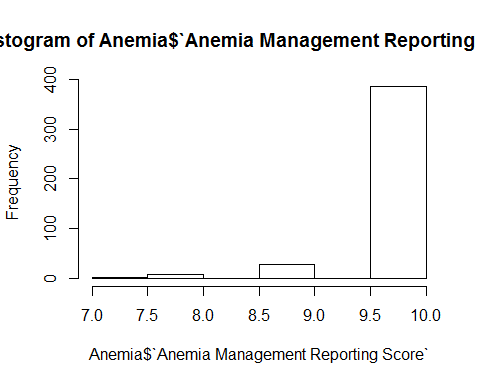 stogram of Anemia$`Anemia Management Reporting
Frequency
400
300
200
100
0
7.0 7.5 8.0 8.5 9.0 9.5 10.0
Anemia$`Anemia Management Reporting Score`